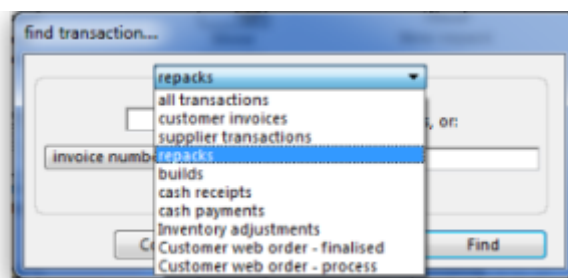 find transaction...
repacks
all transactions
customer invoices
supplier transactions
s, or:
repacks
invoice numb
builds
cash receipts
cash payments
Inventory adjustments
Customer web order - finalised
Find
Customer web order - process